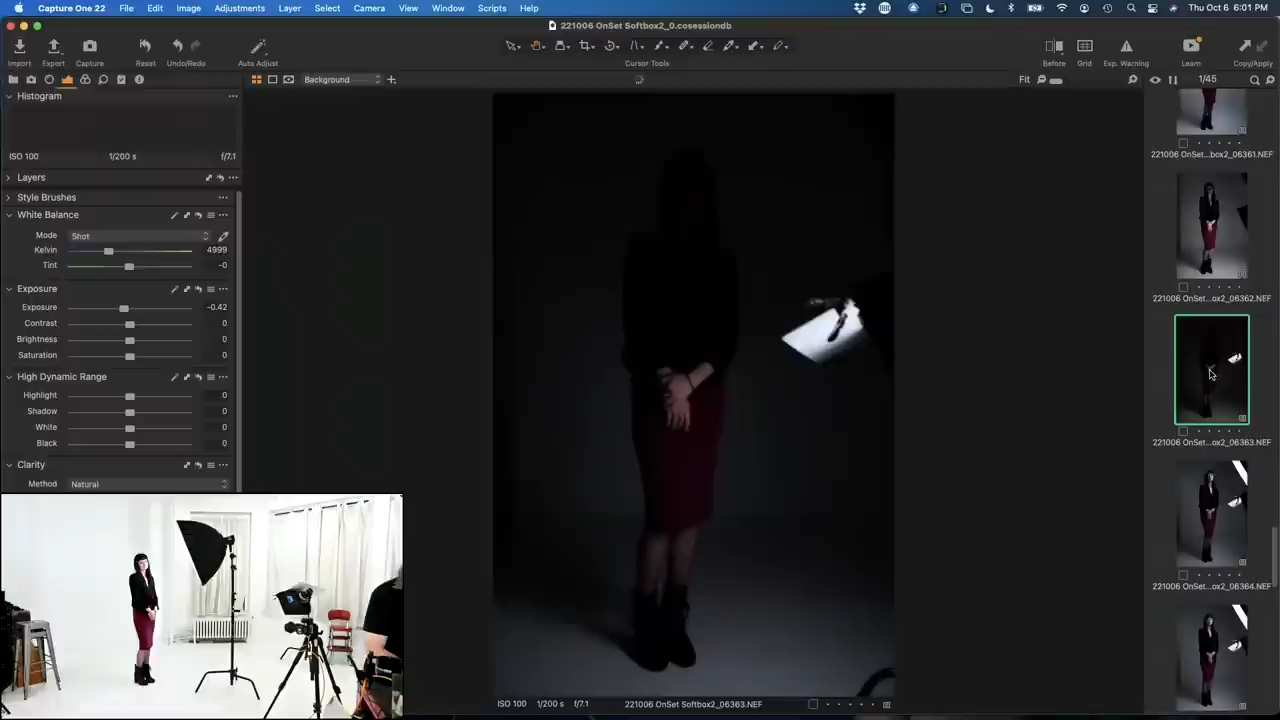 Capture One 22 File Edit Image Adjustments Layer Select Camera View Window Scripts Help Thu Oct 6 6:01 PM
221006 OnSet Softbox2_0.cosessiondb
Import Export Capture Reset Undo/Redo Auto Adjust Cursor Tools Before Grid Exp. Warning Learn Copy/Apply
Background Fit 1/45
Histogram
ISO 100 1/200 s f/7.1
Layers
Style Brushes
White Balance
Mode Shot
Kelvin 4999
Tint -0
Exposure
Exposure -0.42
Contrast 0
Brightness 0
Saturation 0
High Dynamic Range
Highlight 0
Shadow 0
White 0
Black 0
Clarity
Method Natural
221006 OnSet...box2_06361.NEF
221006 OnSet...ox2_06362.NEF
221006 OnSet...ox2_06363.NEF
221006 OnSet...ox2_06364.NEF
ISO 100 1/200 s f/7.1 221006 OnSet Softbox2_06363.NEF